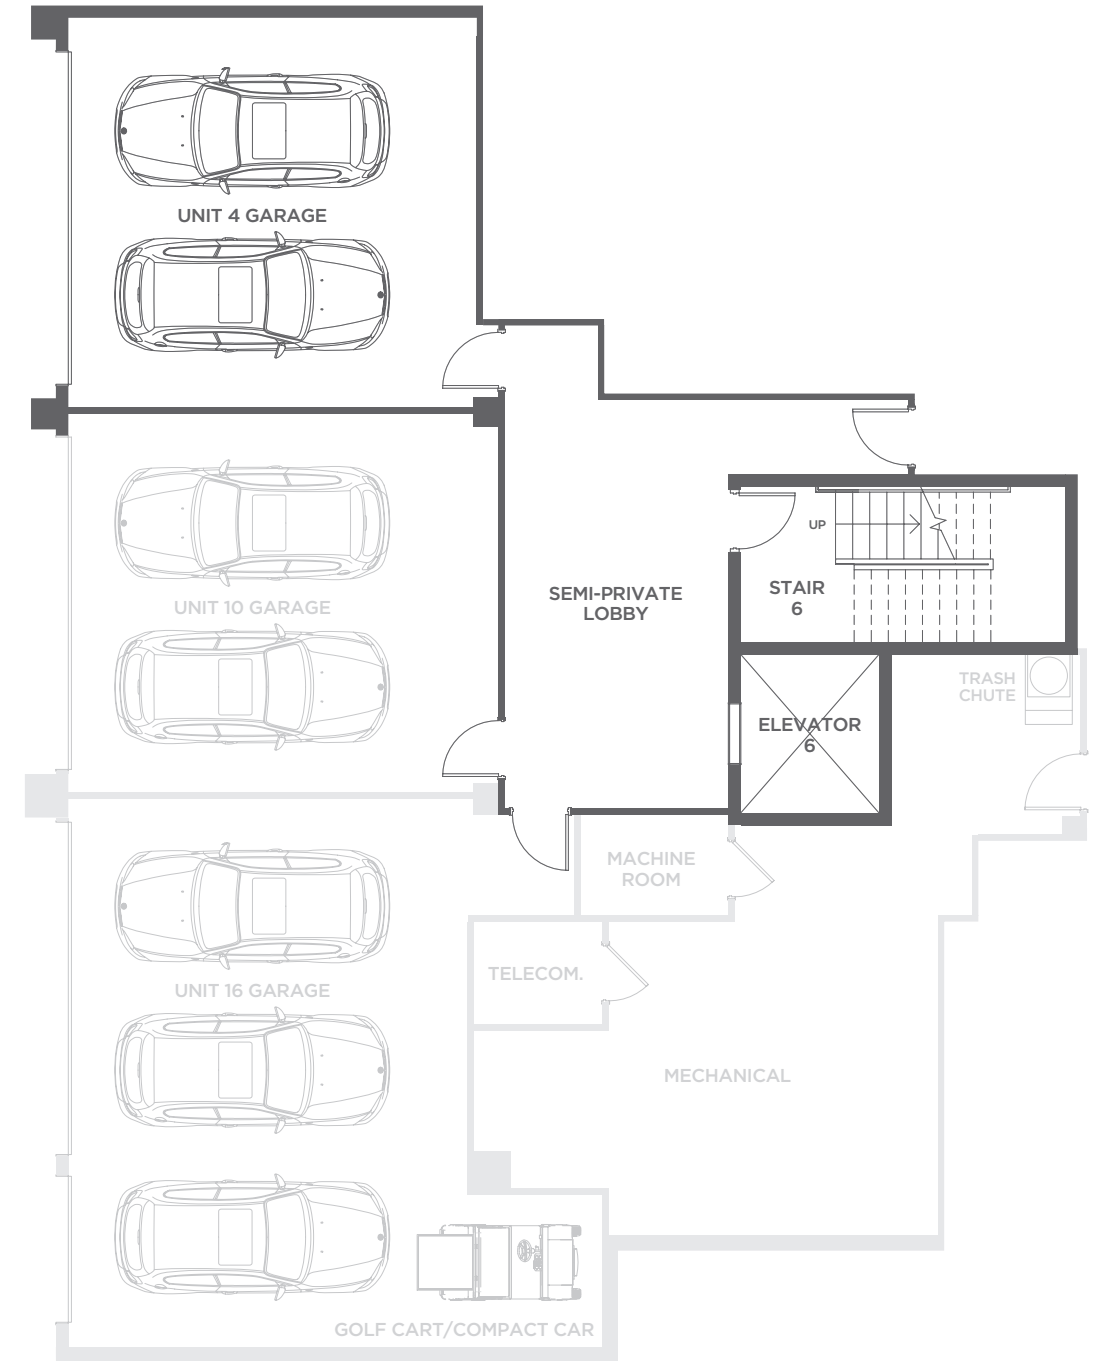 UNIT 4 GARAGE
UP
STAIR
6
SEMI-PRIVATE
LOBBY
UNIT 10 GARAGE
TRASH
CHUTE
ELEVATOR
6
MACHINE
ROOM
TELECOM.
UNIT 16 GARAGE
MECHANICAL
GOLF CART/COMPACT CAR